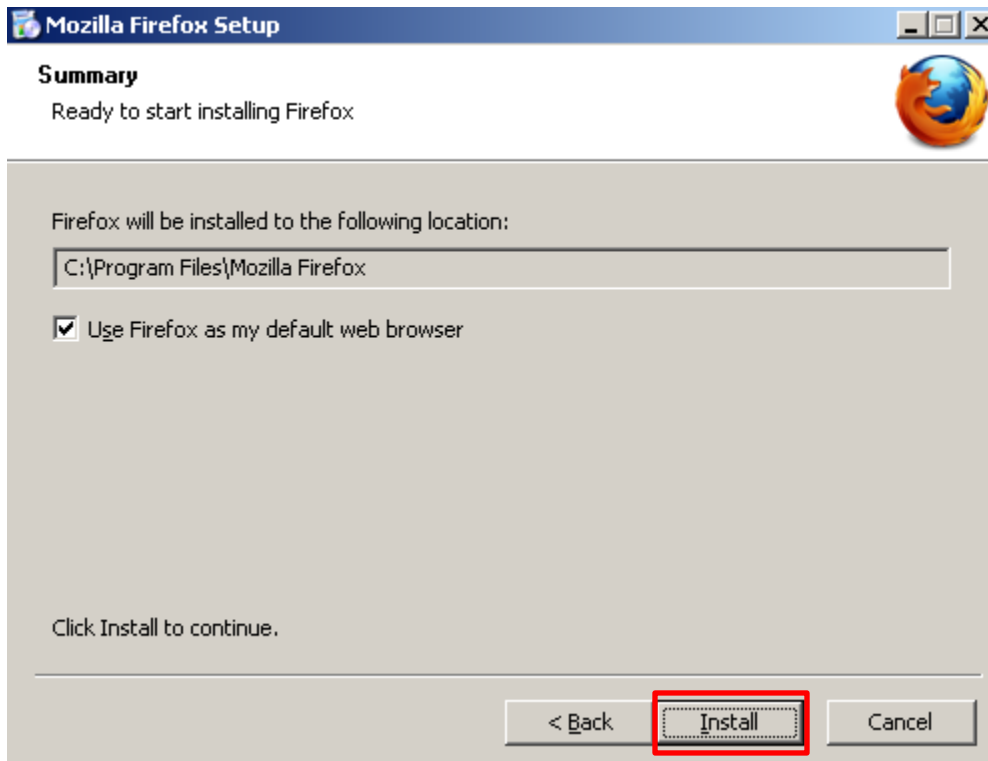 Mozilla Firefox Setup
Summary
Ready to start installing Firefox
Firefox will be installed to the following location:
C:\Program Files\Mozilla Firefox
Use Firefox as my default web browser
Click Install to continue.
< Back Install Cancel